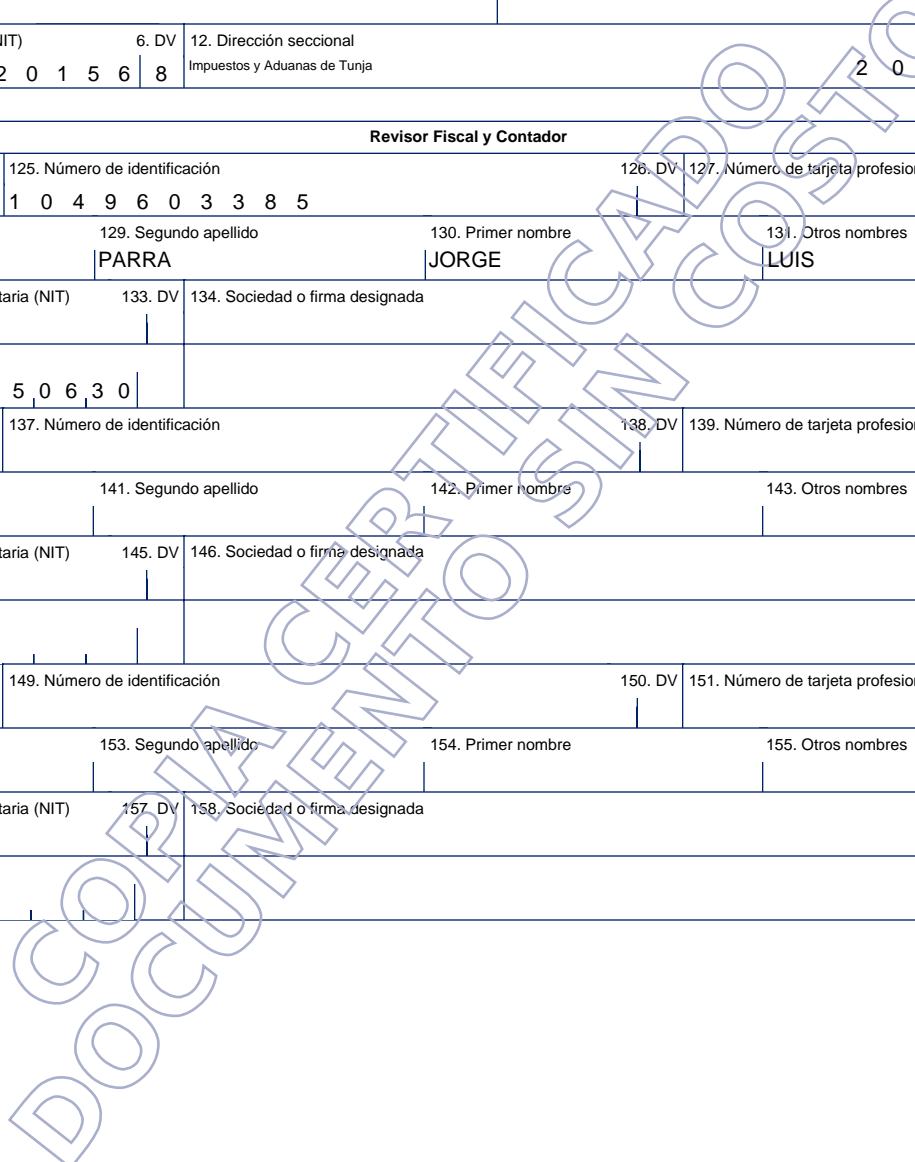 NIT) 6. DV 12. Dirección seccional
2 0 1 5 6 8 Impuestos y Aduanas de Tunja 2 0
Revisor Fiscal y Contador
125. Número de identificación 126. DV 127. Número de tarjeta profesion
1 0 4 9 6 0 3 3 8 5
129. Segundo apellido 130. Primer nombre 131. Otros nombres
PARRA JORGE LUIS
taria (NIT) 133. DV 134. Sociedad o firma designada
5 0 6 3 0
137. Número de identificación 138. DV 139. Número de tarjeta profesion
141. Segundo apellido 142. Primer nombre 143. Otros nombres
taria (NIT) 145. DV 146. Sociedad o firma designada
149. Número de identificación 150. DV 151. Número de tarjeta profesion
153. Segundo apellido 154. Primer nombre 155. Otros nombres
taria (NIT) 157. DV 158. Sociedad o firma designada
COPIA CERTIFICADO
DOCUMENTO SIN COSTO